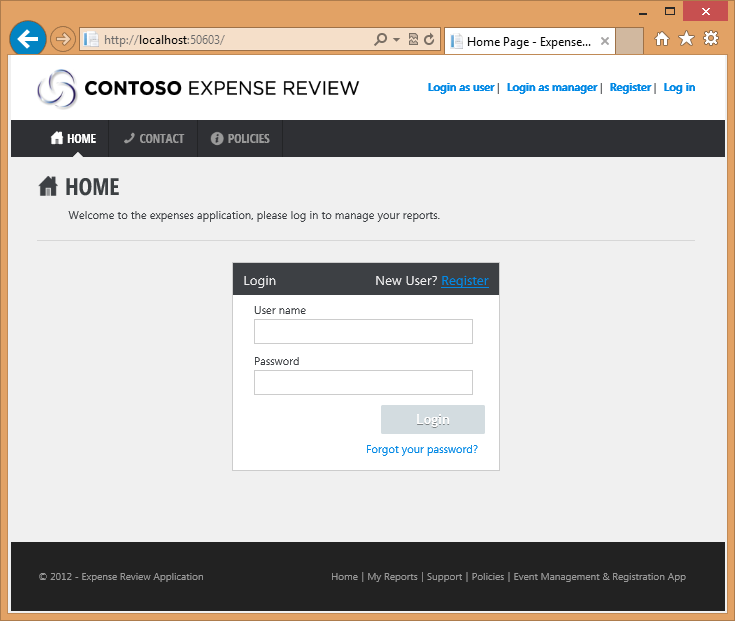 http://localhost:50603/
Home Page - Expense...
CONTOSO EXPENSE REVIEW
Login as user | Login as manager | Register | Log in
HOME CONTACT POLICIES
HOME
Welcome to the expenses application, please log in to manage your reports.
Login New User? Register
User name
Password
Login
Forgot your password?
© 2012 - Expense Review Application
Home | My Reports | Support | Policies | Event Management & Registration App